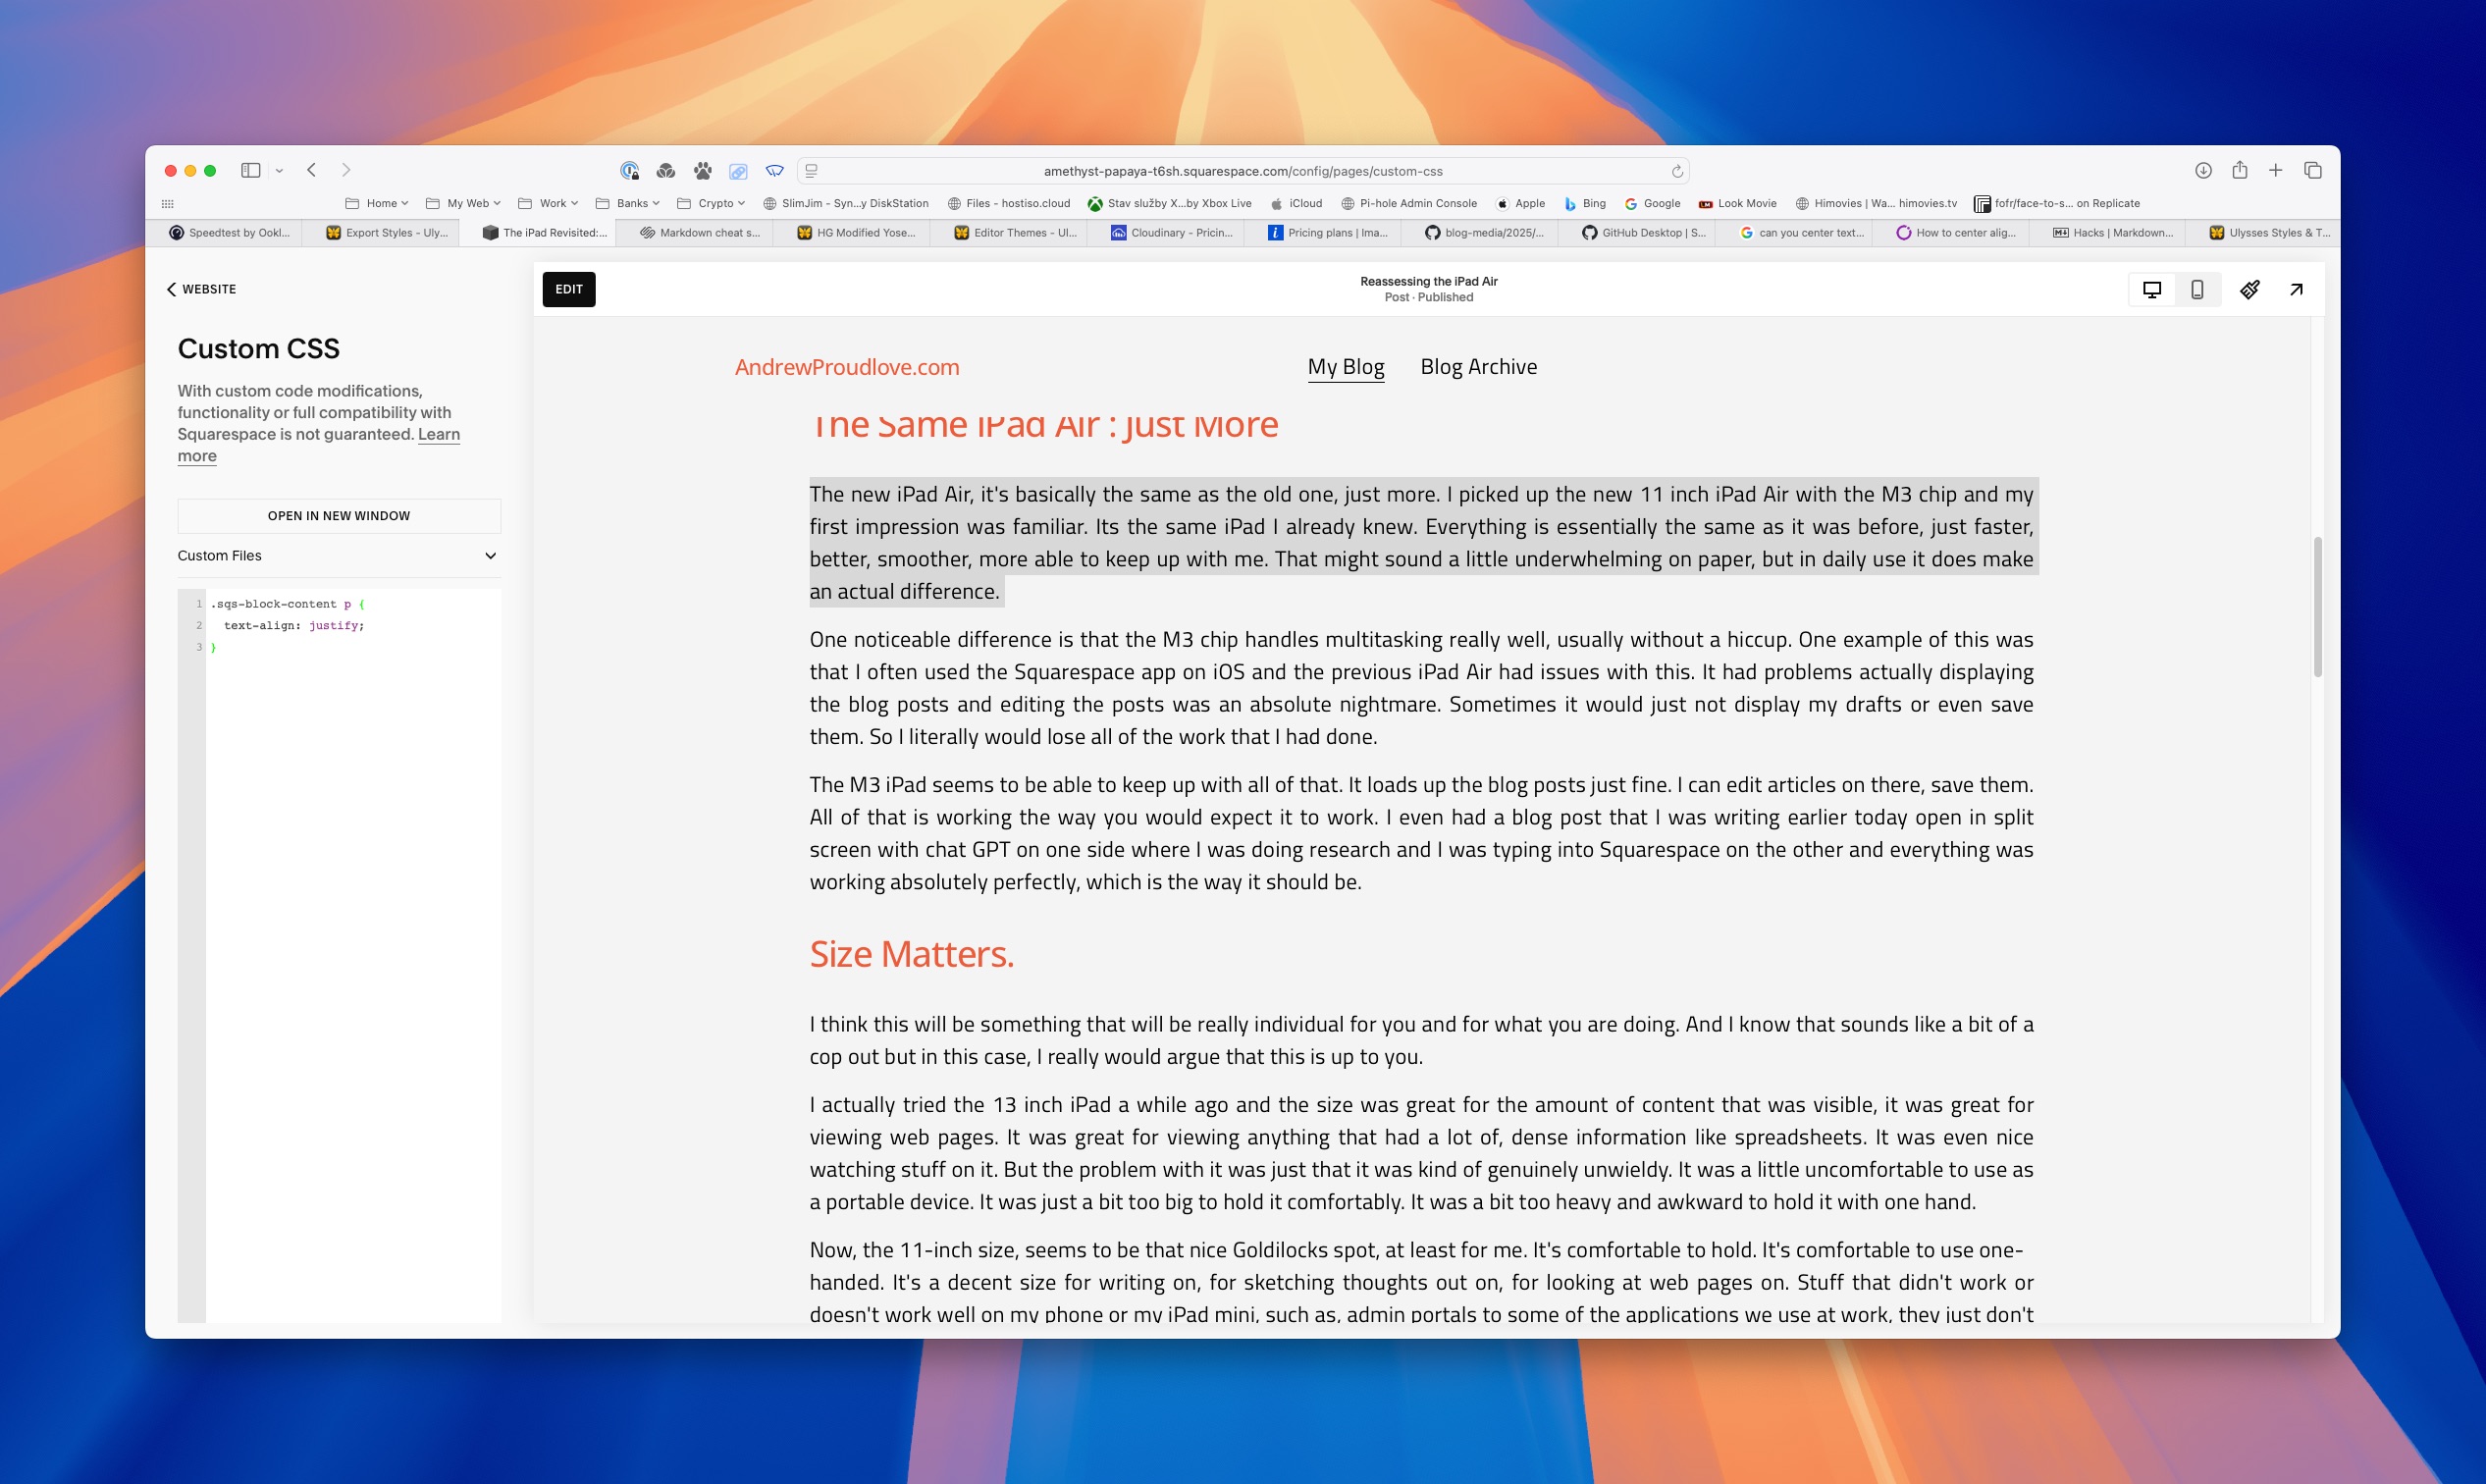 amethyst-papaya-t6sh.squarespace.com/config/pages/custom-css
Home
My Web
Work
Banks
Crypto
SlimJim - Syn...y DiskStation
Files - hostiso.cloud
Stav služby X...by Xbox Live
iCloud
Pi-hole Admin Console
Apple
Bing
Google
Look Movie
Himovies | Wa... himovies.tv
fofr/face-to-s... on Replicate
Speedtest by Ookl...
Export Styles - Uly...
The iPad Revisited:...
Markdown cheat s...
HG Modified Yose...
Editor Themes - Ul...
Cloudinary - Pricin...
Pricing plans | Ima...
blog-media/2025/...
GitHub Desktop | S...
can you center text...
How to center alig...
Hacks | Markdown...
Ulysses Styles & T...
WEBSITE
Custom CSS
With custom code modifications,
functionality or full compatibility with
Squarespace is not guaranteed. Learn
more
OPEN IN NEW WINDOW
Custom Files
1 .sqs-block-content p {
2 text-align: justify;
3 }
EDIT
Reassessing the iPad Air
Post · Published
AndrewProudlove.com
My Blog
Blog Archive
The Same iPad Air : Just More
The new iPad Air, it's basically the same as the old one, just more. I picked up the new 11 inch iPad Air with the M3 chip and my
first impression was familiar. Its the same iPad I already knew. Everything is essentially the same as it was before, just faster,
better, smoother, more able to keep up with me. That might sound a little underwhelming on paper, but in daily use it does make
an actual difference.
One noticeable difference is that the M3 chip handles multitasking really well, usually without a hiccup. One example of this was
that I often used the Squarespace app on iOS and the previous iPad Air had issues with this. It had problems actually displaying
the blog posts and editing the posts was an absolute nightmare. Sometimes it would just not display my drafts or even save
them. So I literally would lose all of the work that I had done.
The M3 iPad seems to be able to keep up with all of that. It loads up the blog posts just fine. I can edit articles on there, save them.
All of that is working the way you would expect it to work. I even had a blog post that I was writing earlier today open in split
screen with chat GPT on one side where I was doing research and I was typing into Squarespace on the other and everything was
working absolutely perfectly, which is the way it should be.
Size Matters.
I think this will be something that will be really individual for you and for what you are doing. And I know that sounds like a bit of a
cop out but in this case, I really would argue that this is up to you.
I actually tried the 13 inch iPad a while ago and the size was great for the amount of content that was visible, it was great for
viewing web pages. It was great for viewing anything that had a lot of, dense information like spreadsheets. It was even nice
watching stuff on it. But the problem with it was just that it was kind of genuinely unwieldy. It was a little uncomfortable to use as
a portable device. It was just a bit too big to hold it comfortably. It was a bit too heavy and awkward to hold it with one hand.
Now, the 11-inch size, seems to be that nice Goldilocks spot, at least for me. It's comfortable to hold. It's comfortable to use one-
handed. It's a decent size for writing on, for sketching thoughts out on, for looking at web pages on. Stuff that didn't work or
doesn't work well on my phone or my iPad mini, such as, admin portals to some of the applications we use at work, they just don't